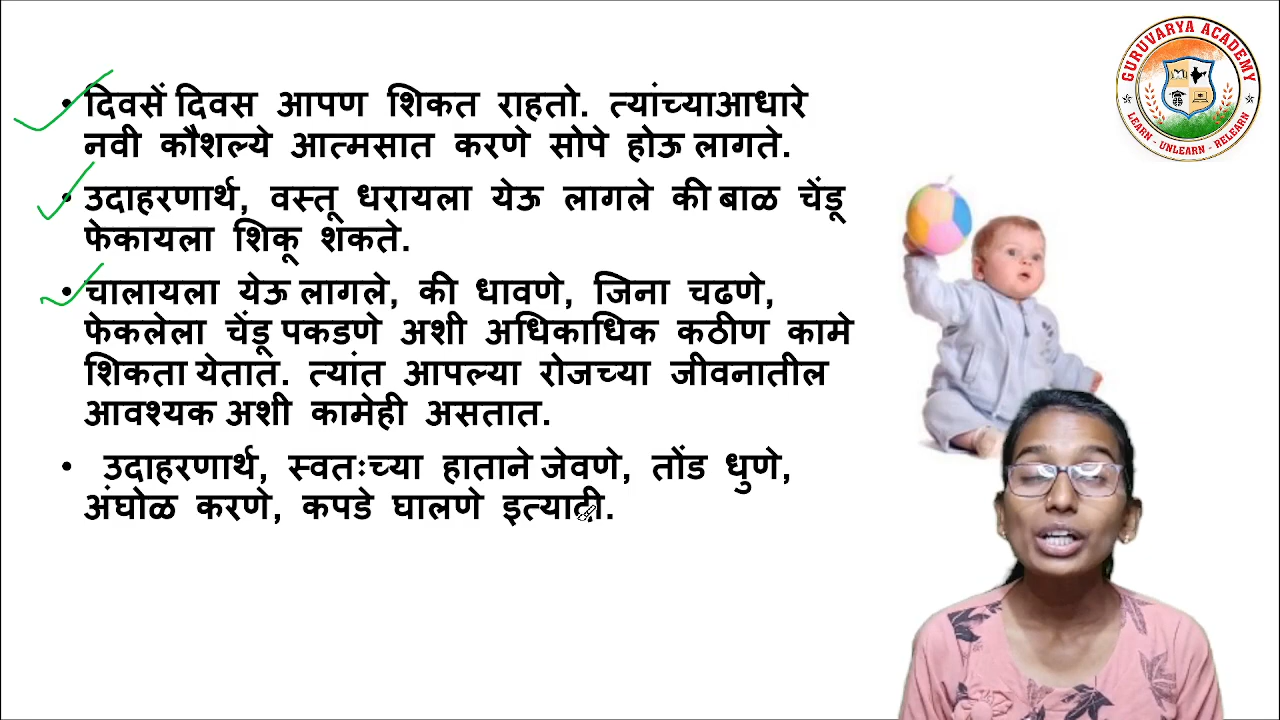 • दिवसें दिवस आपण शिकत राहतो. त्यांच्याआधारे
नवी कौशल्ये आत्मसात करणे सोपे होऊ लागते.
• उदाहरणार्थ, वस्तू धरायला येऊ लागले की बाळ चेंडू
फेकायला शिकू शकते.
• चालायला येऊ लागले, की धावणे, जिना चढणे,
फेकलेला चेंडू पकडणे अशी अधिकाधिक कठीण कामे
शिकता येतात. त्यांत आपल्या रोजच्या जीवनातील
आवश्यक अशी कामेही असतात.
• उदाहरणार्थ, स्वतःच्या हाताने जेवणे, तोंड धुणे,
अंघोळ करणे, कपडे घालणे इत्यादी.
GURUVARYA ACADEMY
LEARN - UNLEARN - RELEARN